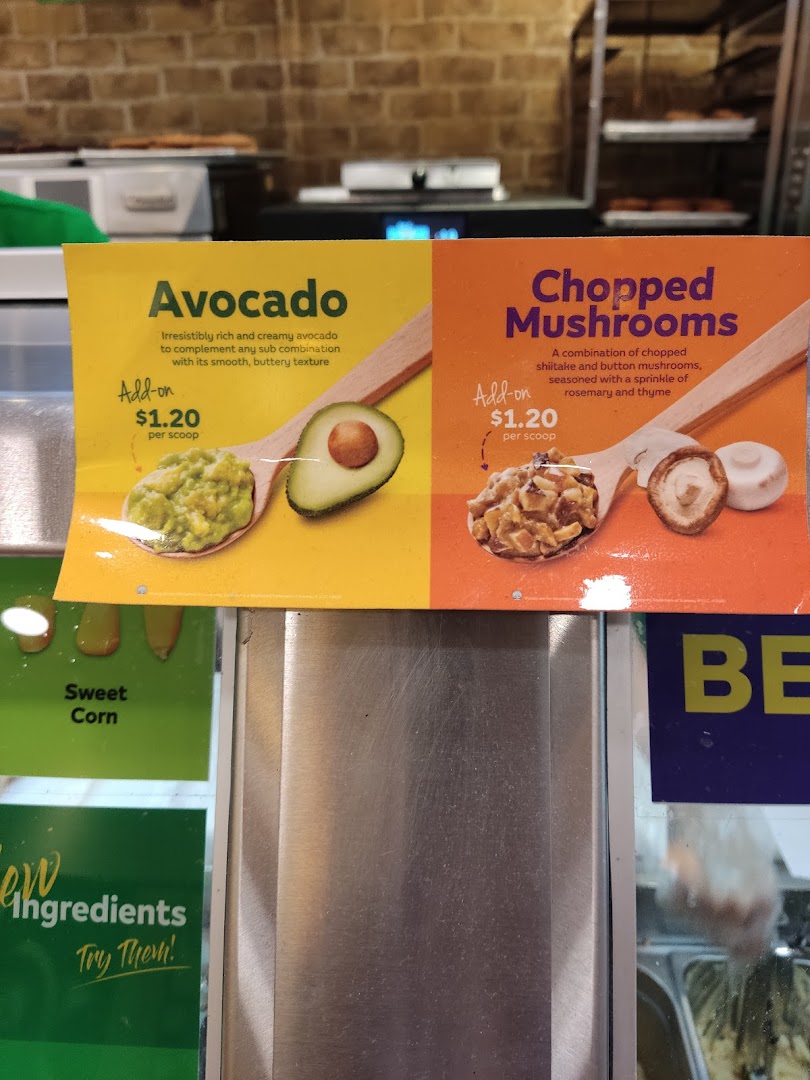 Avocado
Irresistibly rich and creamy avocado
to complement any sub combination
with its smooth, buttery texture
Add-on
$1.20
per scoop
Chopped
Mushrooms
A combination of chopped
shiitake and button mushrooms,
seasoned with a sprinkle of
rosemary and thyme
Add-on
$1.20
per scoop
Sweet
Corn
BE
ew
Ingredients
Try Them!